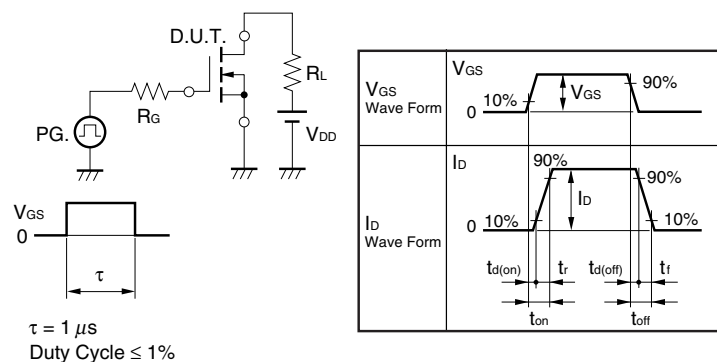 D.U.T.
RG
RL
PG.
VDD
VGS
0
τ
τ = 1 μs
Duty Cycle ≤ 1%
VGS
Wave Form
VGS
10%
0
VGS
90%
ID
Wave Form
ID
90%
10%
0
ID
90%
10%
td(on)
tr
td(off)
tf
ton
toff